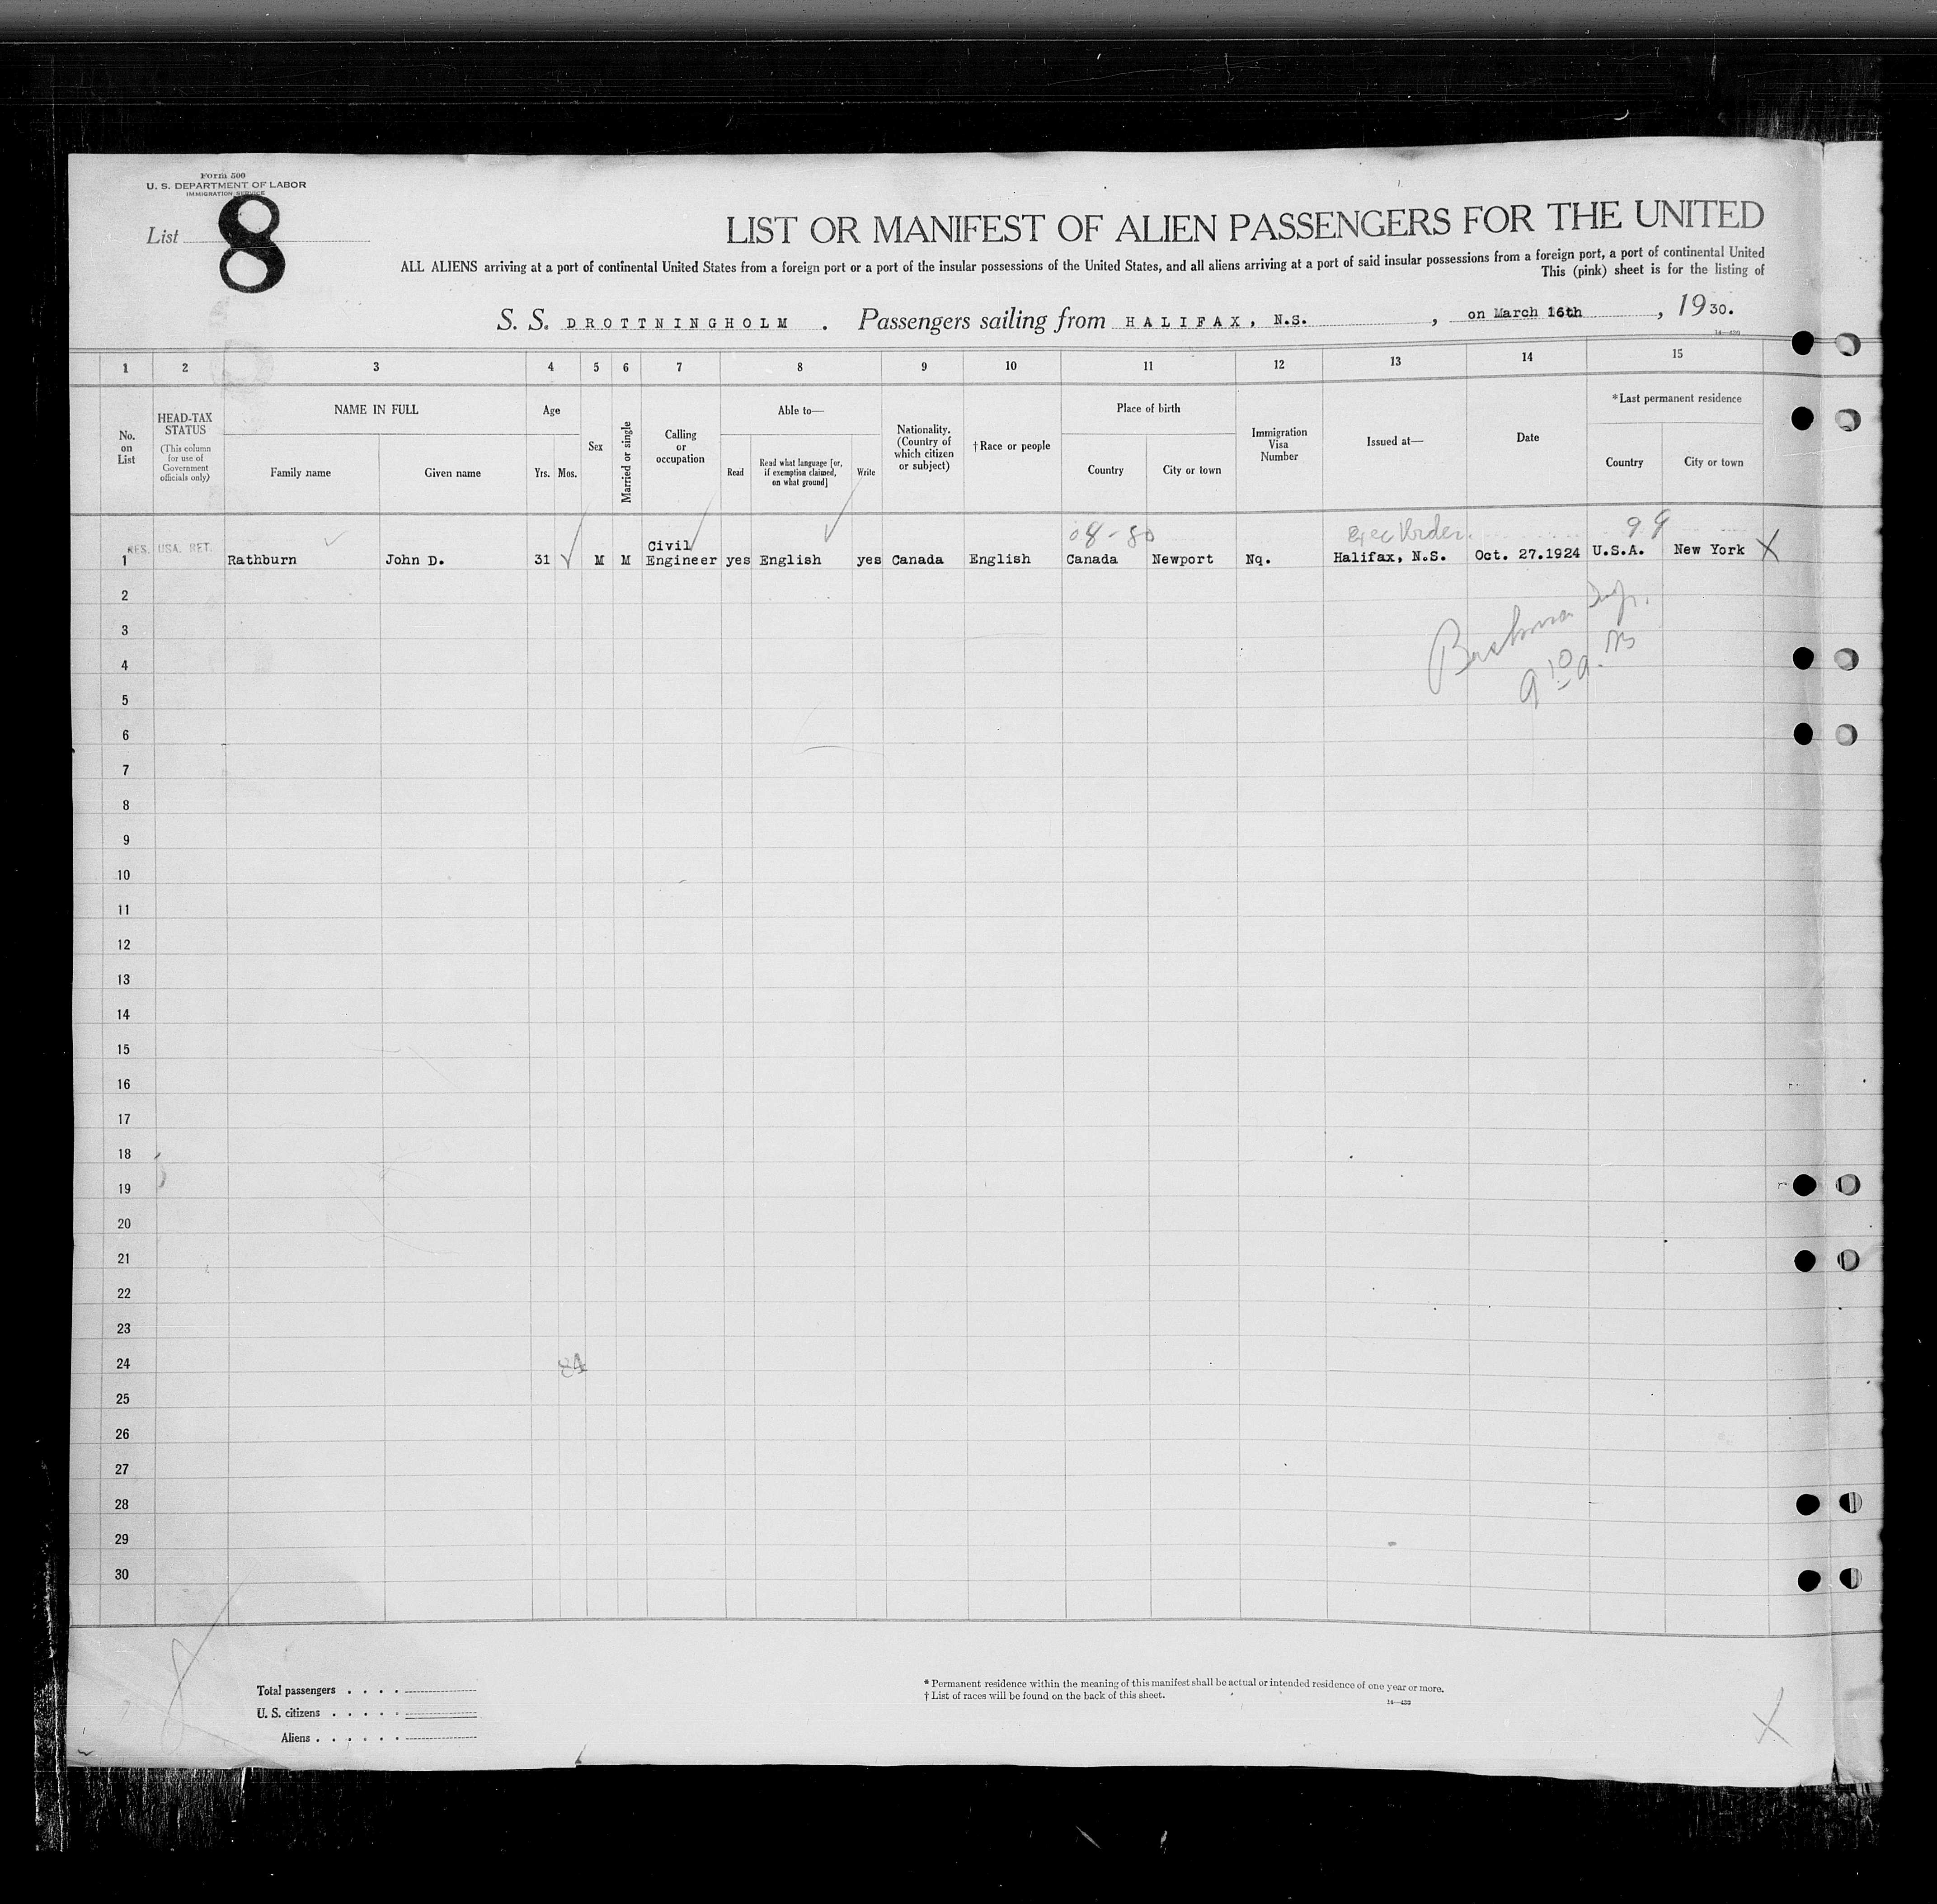 Form 500
U. S. DEPARTMENT OF LABOR
IMMIGRATION SERVICE
List 8
LIST OR MANIFEST OF ALIEN PASSENGERS FOR THE UNITED
ALL ALIENS arriving at a port of continental United States from a foreign port or a port of the insular possessions of the United States, and all aliens arriving at a port of said insular possessions from a foreign port, a port of continental United
This (pink) sheet is for the listing of
S. S. DROTTNINGHOLM . Passengers sailing from HALIFAX, N.S. , on March 16th , 1930.
14—430
1 2 3 4 5 6 7 8 9 10 11 12 13 14 15
No. on List
HEAD-TAX STATUS
(This column for use of Government officials only)
NAME IN FULL
Family name
Given name
Age
Yrs. Mos.
Sex
Married or single
Calling or occupation
Able to—
Read
Read what language [or, if exemption claimed, on what ground]
Write
Nationality. (Country of which citizen or subject)
†Race or people
Place of birth
Country
City or town
Immigration Visa Number
Issued at—
Date
*Last permanent residence
Country
City or town
08-80 Exec Order. 99
RES. USA. RET.
1 Rathburn John D. 31 M M Civil Engineer yes English yes Canada English Canada Newport Nq. Halifax, N.S. Oct. 27.1924 U.S.A. New York X
2
3
4
5
6
7
8
9
10
11
12
13
14
15
16
17
18
19
20
21
22
23
24
84
25
26
27
28
29
30
Total passengers . . . .
U. S. citizens . . . . .
Aliens . . . . . .
* Permanent residence within the meaning of this manifest shall be actual or intended residence of one year or more.
† List of races will be found on the back of this sheet.
X